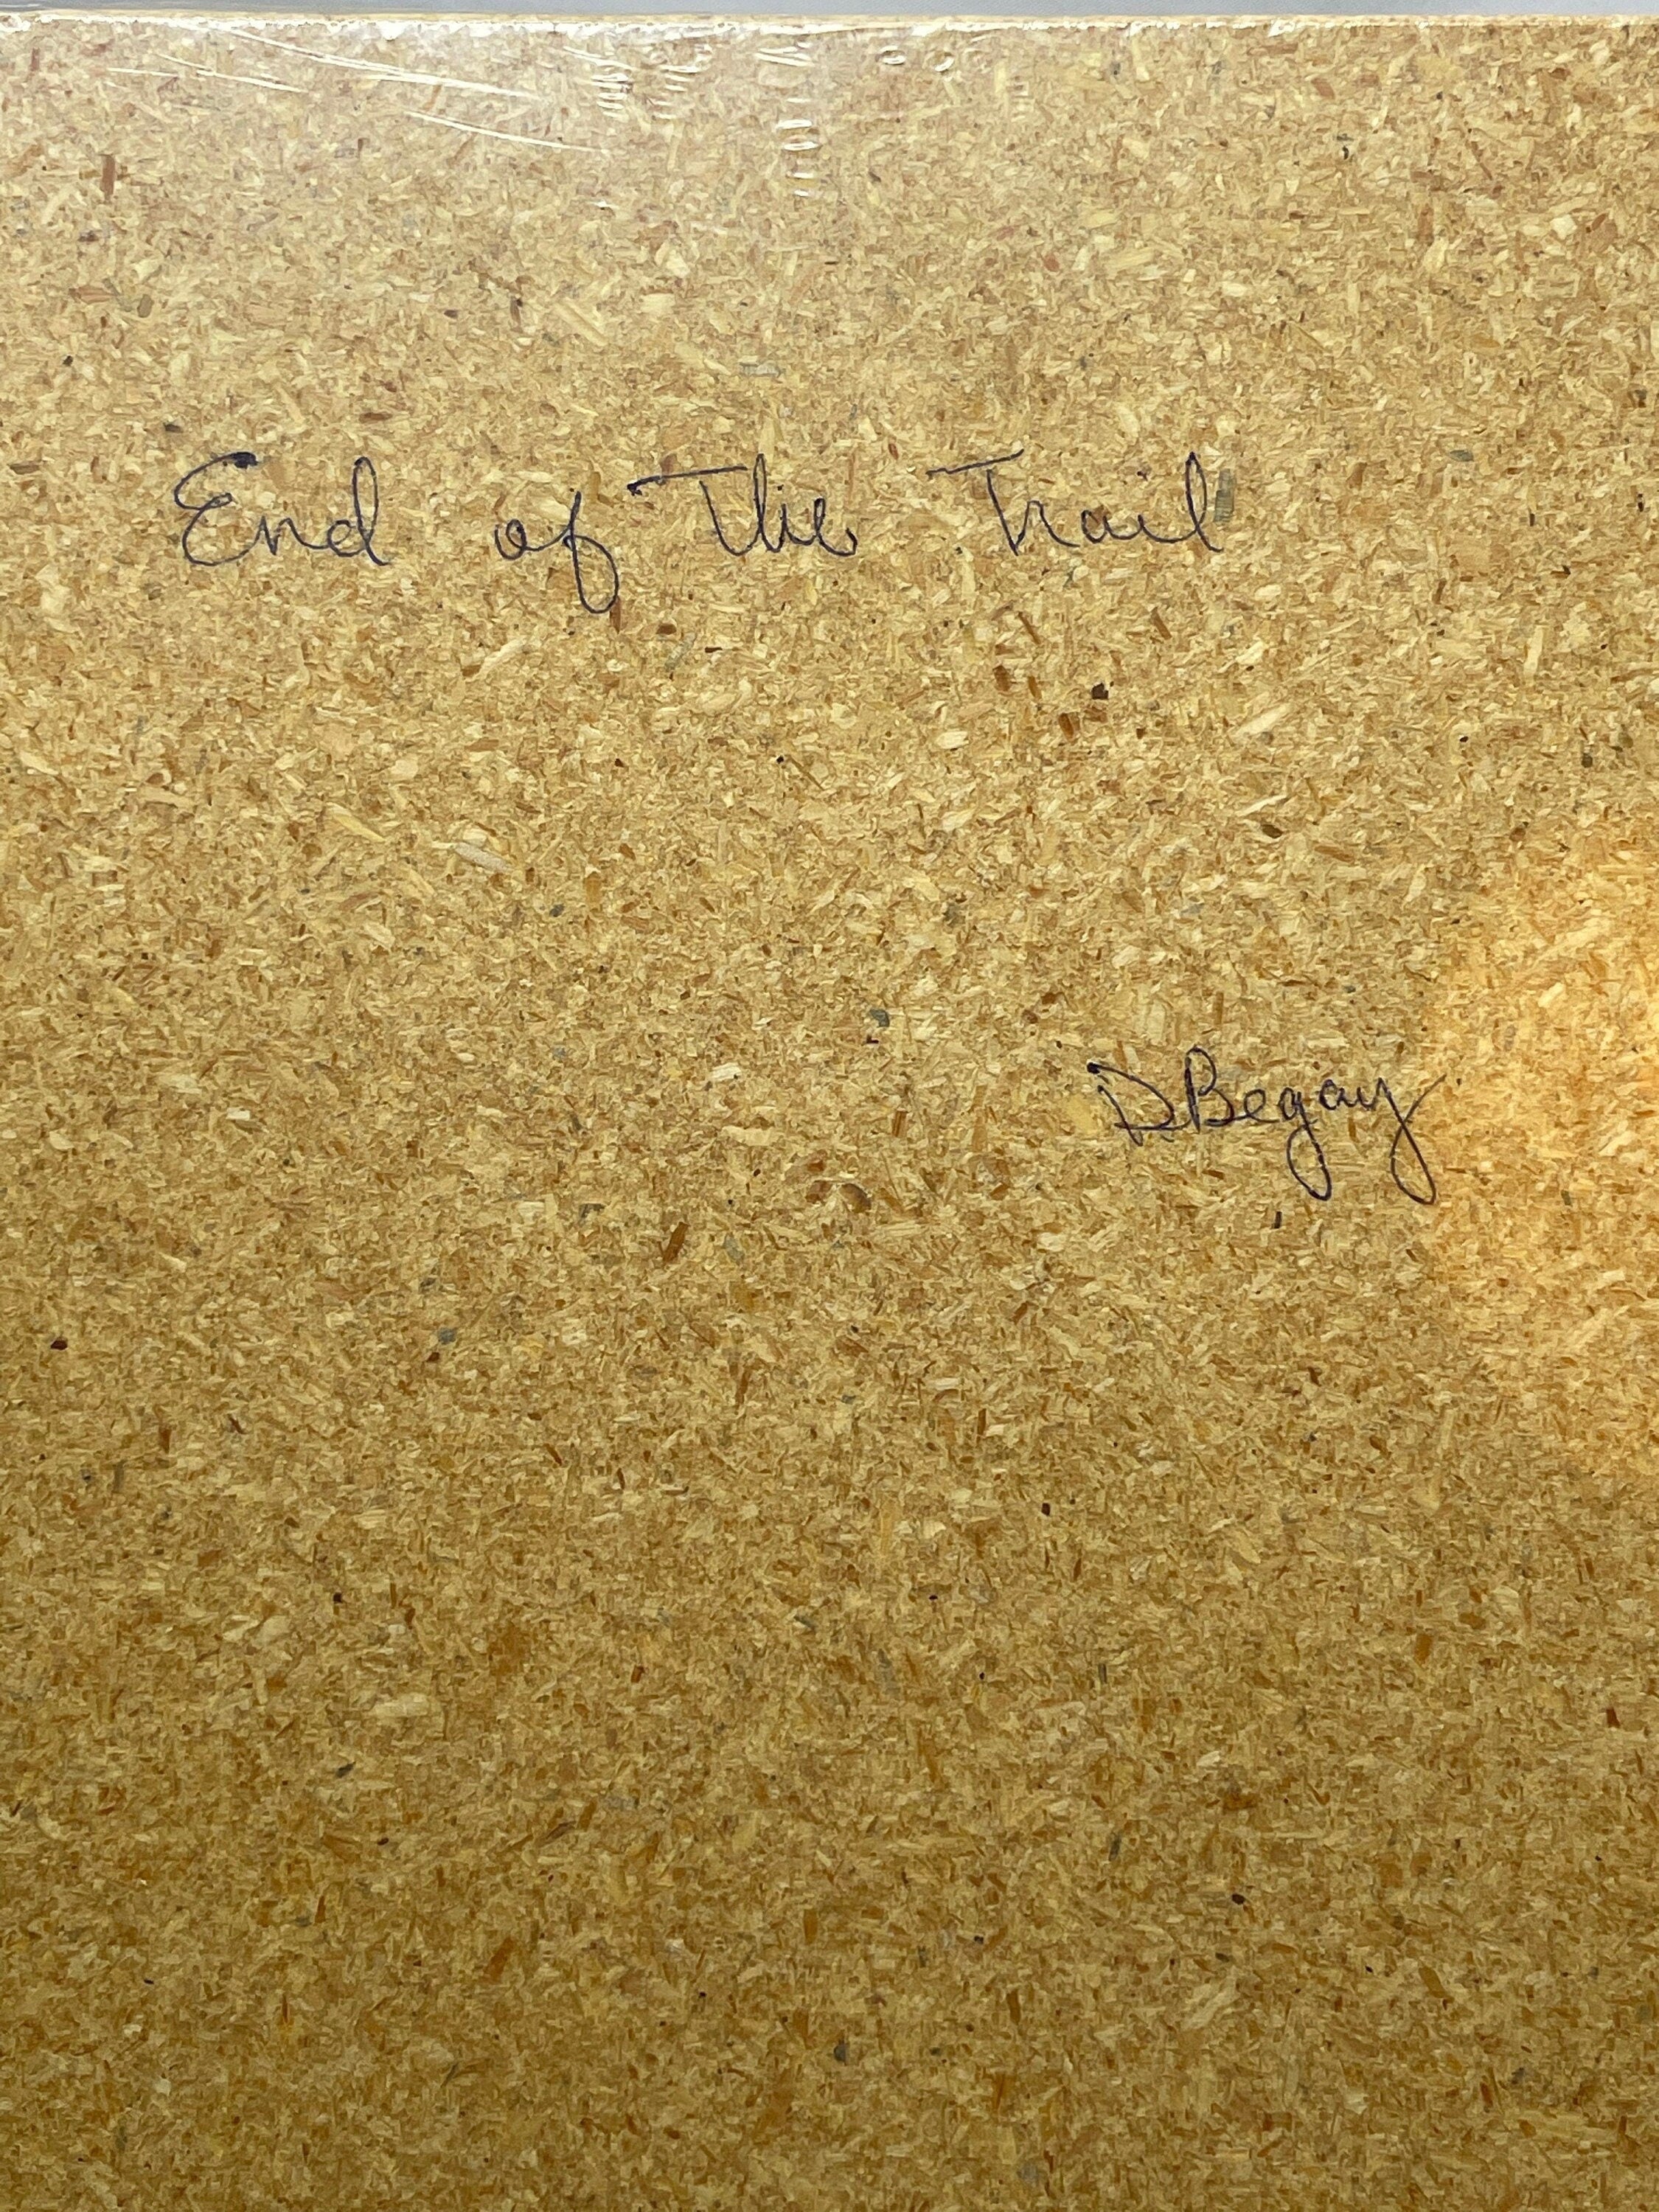 End of The Trail
D Begay